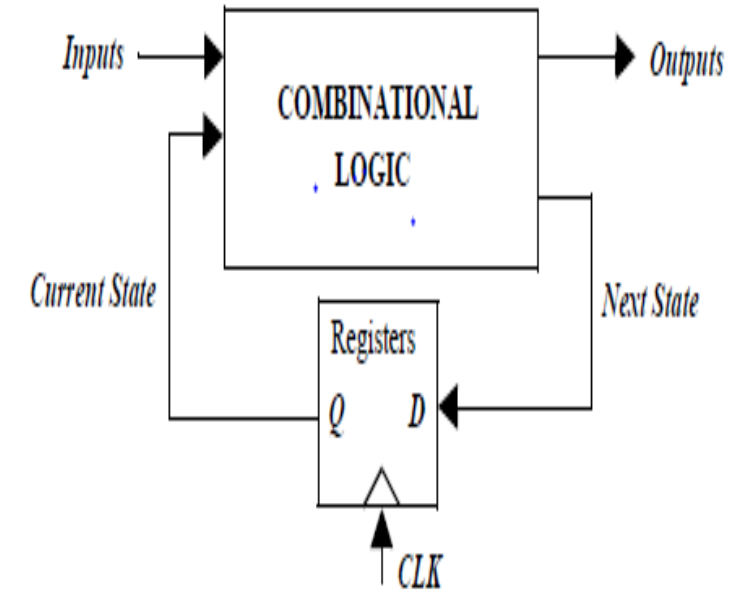 Inputs
Outputs
COMBINATIONAL
LOGIC
Current State
Next State
Registers
Q D
CLK